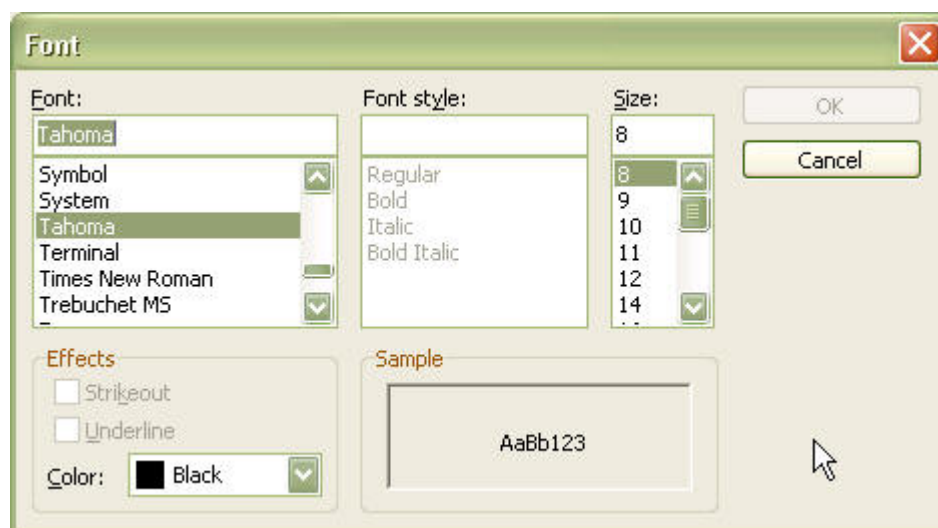 Font
Font:
Font style:
Size:
OK
Tahoma
8
Cancel
Symbol
System
Tahoma
Terminal
Times New Roman
Trebuchet MS
Regular
Bold
Italic
Bold Italic
8
9
10
11
12
14
Effects
Strikeout
Underline
Color:
Black
Sample
AaBb123